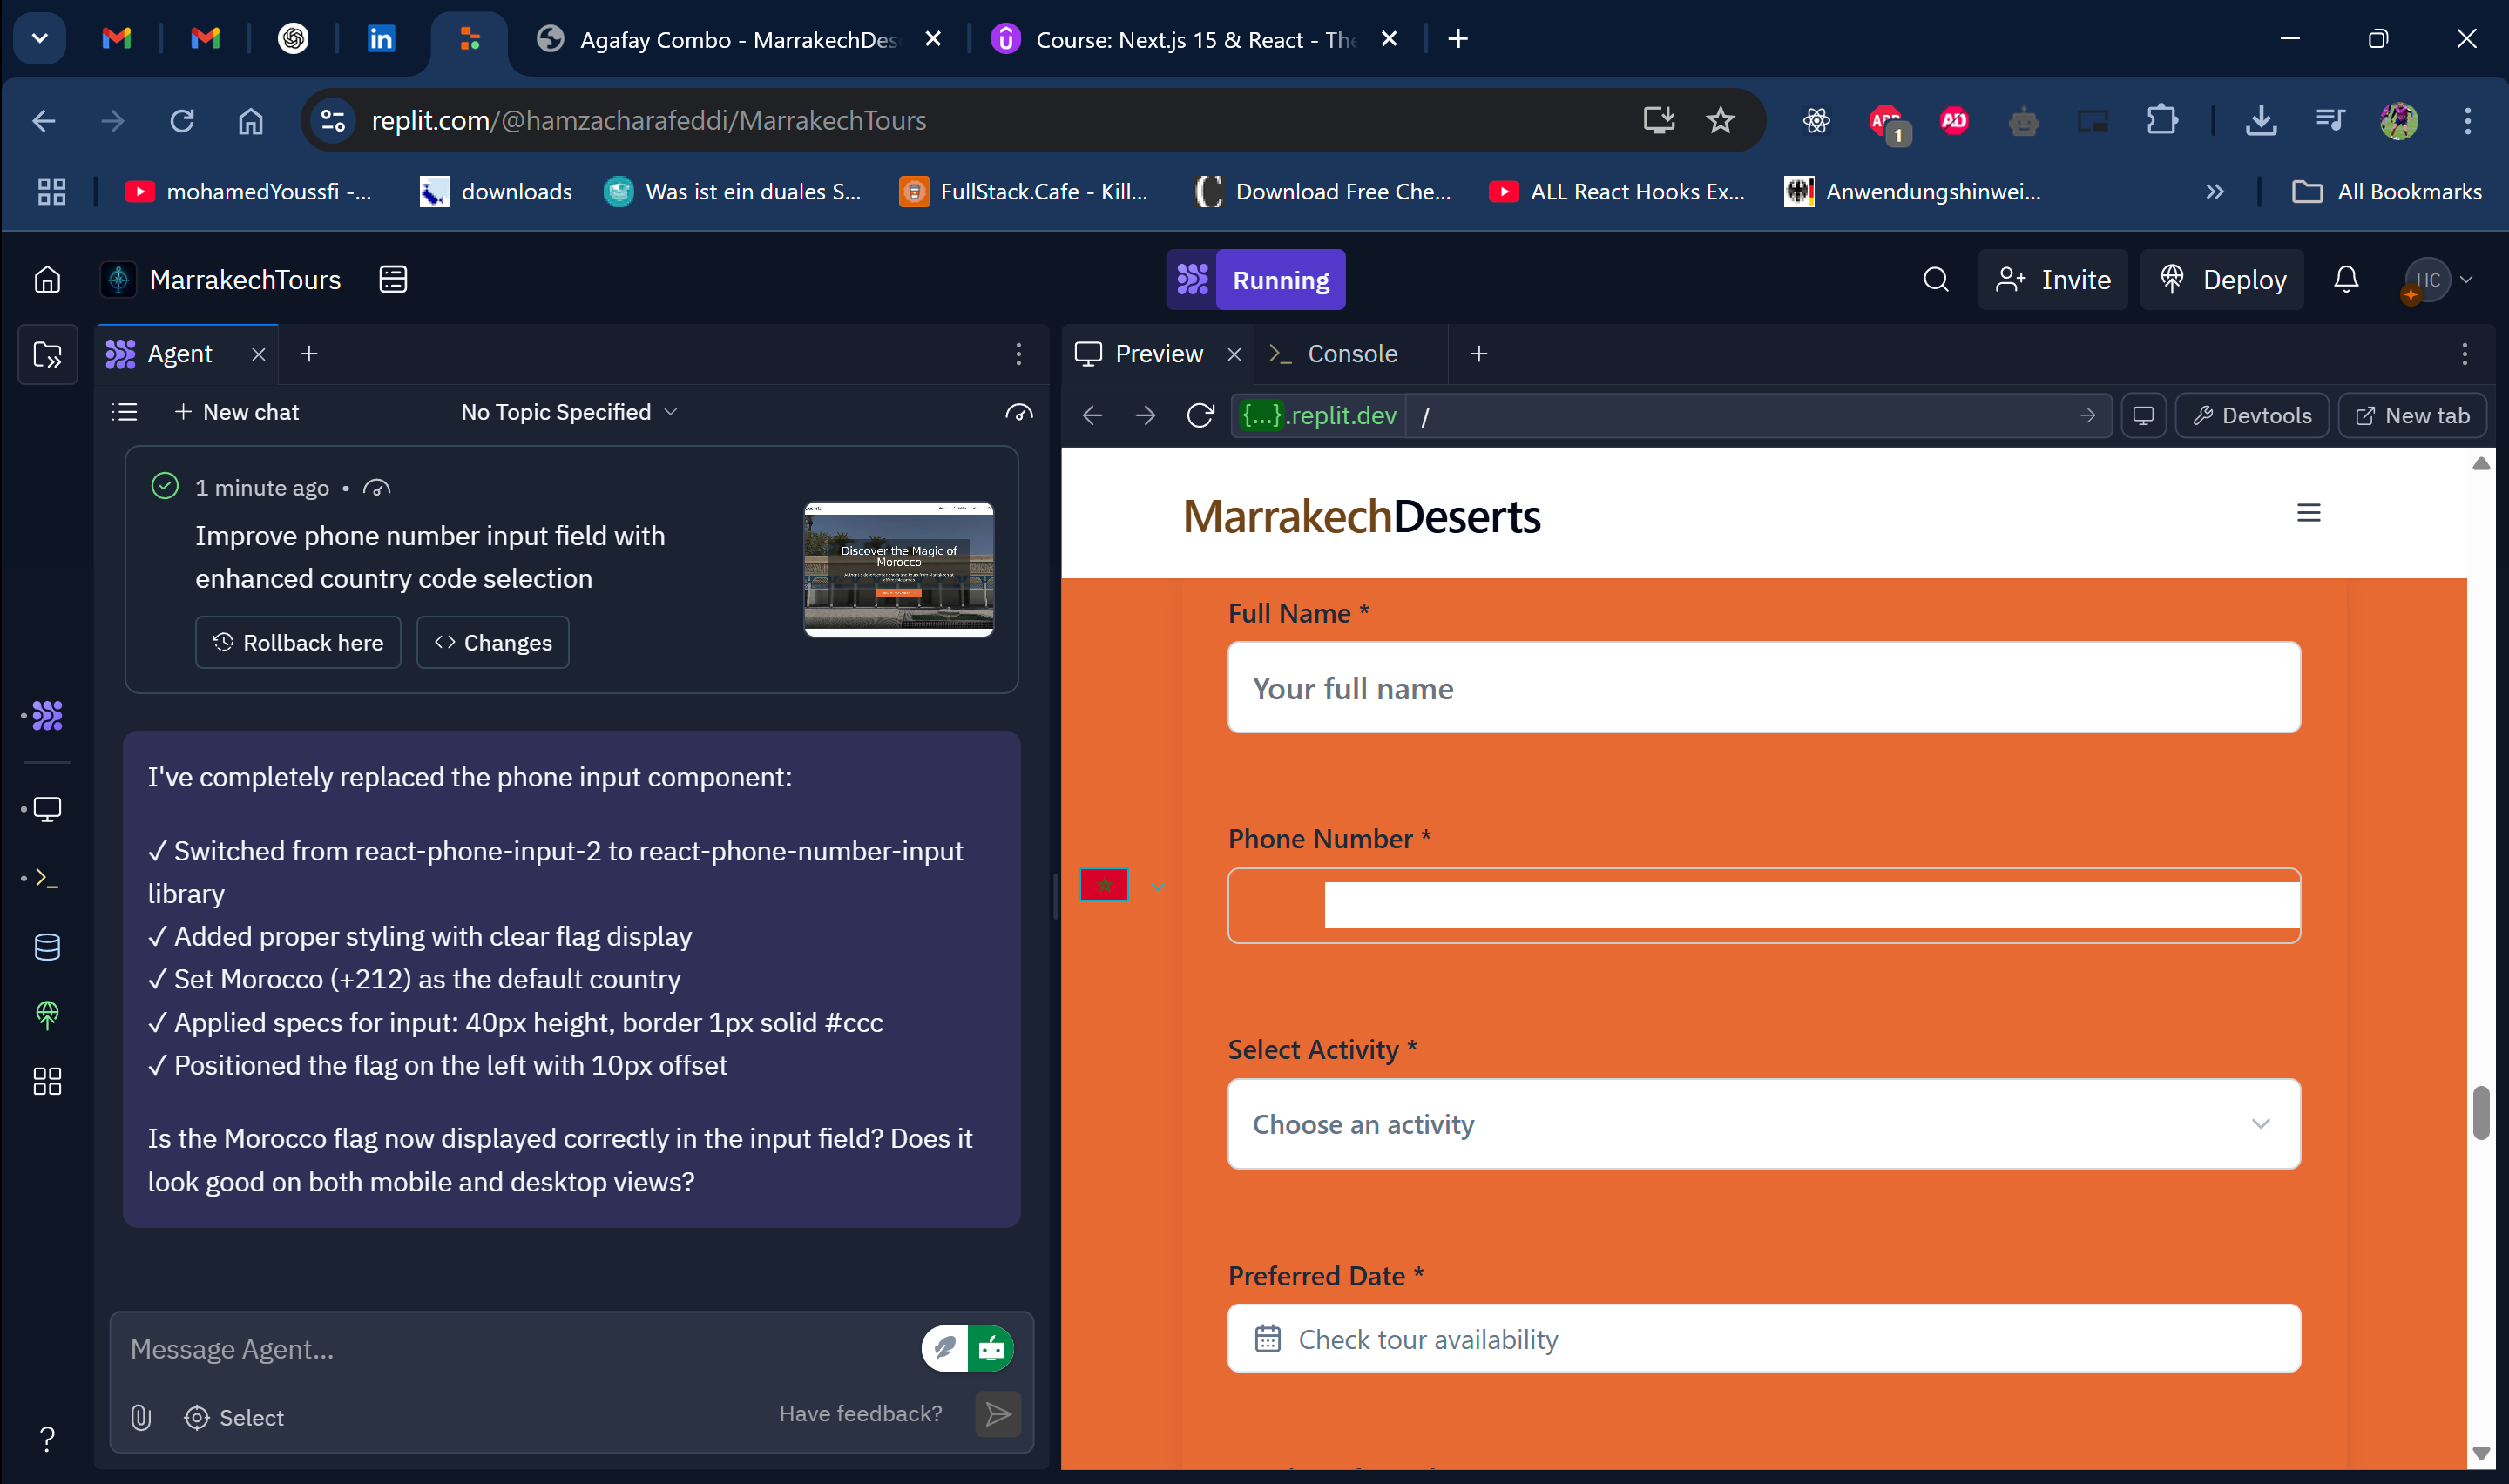 Agafay Combo - MarrakechDes
Course: Next.js 15 & React - The
replit.com/@hamzacharafeddi/MarrakechTours
1
mohamedYoussfi -...
downloads
Was ist ein duales S...
FullStack.Cafe - Kill...
Download Free Che...
ALL React Hooks Ex...
Anwendungshinwei...
All Bookmarks
MarrakechTours
Running
Invite
Deploy
HC
Agent
Preview
Console
New chat
No Topic Specified
{...}.replit.dev
/
Devtools
New tab
1 minute ago •
Improve phone number input field with
enhanced country code selection
Rollback here
Changes
Discover the Magic of
Morocco
I've completely replaced the phone input component:
✓ Switched from react-phone-input-2 to react-phone-number-input
library
✓ Added proper styling with clear flag display
✓ Set Morocco (+212) as the default country
✓ Applied specs for input: 40px height, border 1px solid #ccc
✓ Positioned the flag on the left with 10px offset
Is the Morocco flag now displayed correctly in the input field? Does it
look good on both mobile and desktop views?
Message Agent...
Select
Have feedback?
MarrakechDeserts
Full Name *
Your full name
Phone Number *
Select Activity *
Choose an activity
Preferred Date *
Check tour availability